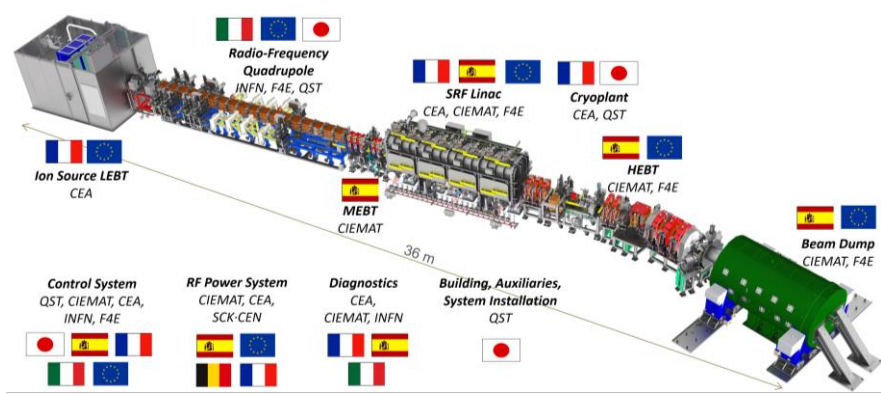 Radio-Frequency
Quadrupole
INFN, F4E, QST
SRF Linac
CEA, CIEMAT, F4E
Cryoplant
CEA, QST
Ion Source LEBT
CEA
MEBT
CIEMAT
HEBT
CIEMAT, F4E
Beam Dump
CIEMAT, F4E
36 m
Control System
QST, CIEMAT, CEA,
INFN, F4E
RF Power System
CIEMAT, CEA,
SCK·CEN
Diagnostics
CEA,
CIEMAT, INFN
Building, Auxiliaries,
System Installation
QST